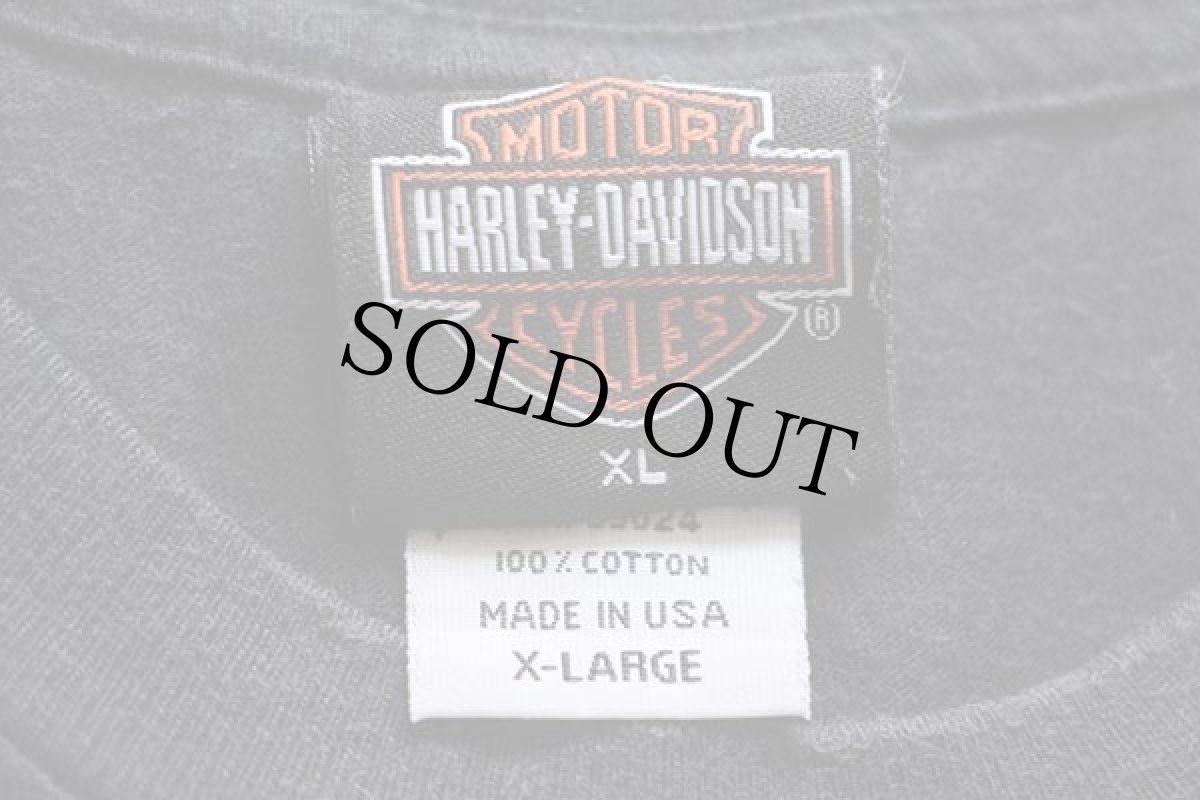 MOTOR
HARLEY-DAVIDSON
CYCLES
®
SOLD OUT
XL
100% COTTON
MADE IN USA
X-LARGE